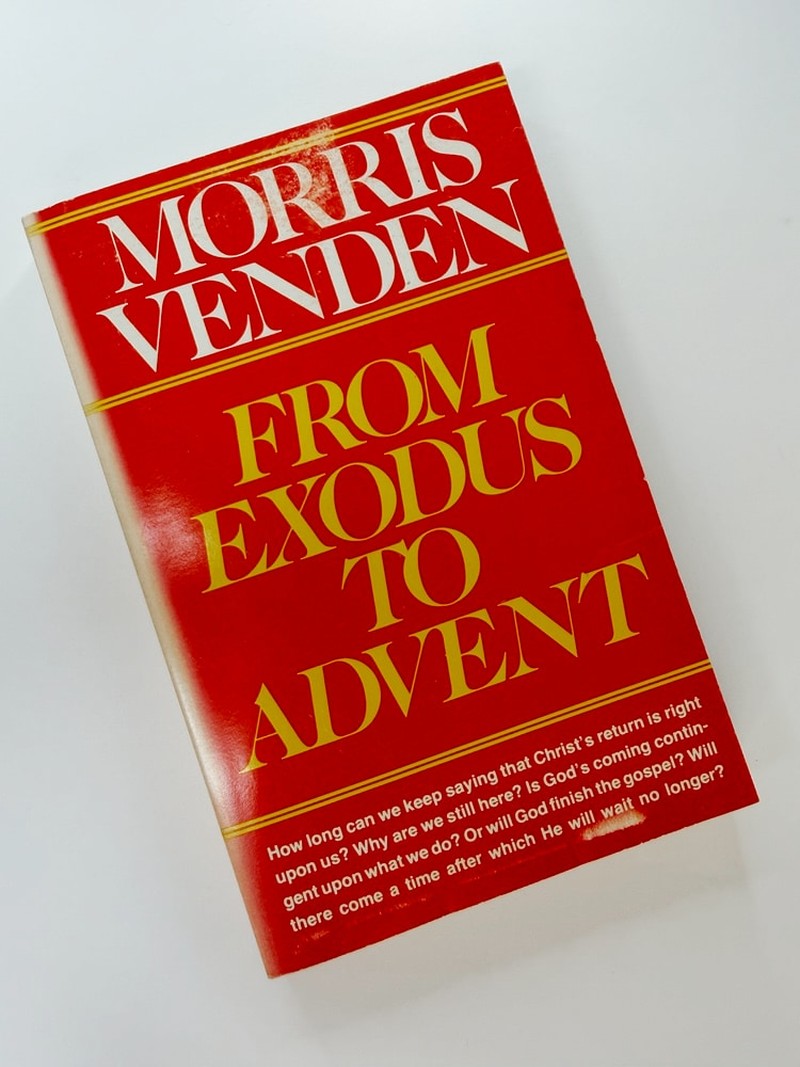 MORRIS
VENDEN
FROM
EXODUS
TO
ADVENT
How long can we keep saying that Christ's return is right
upon us? Why are we still here? Is God's coming contin-
gent upon what we do? Or will God finish the gospel? Will
there come a time after which He will wait no longer?